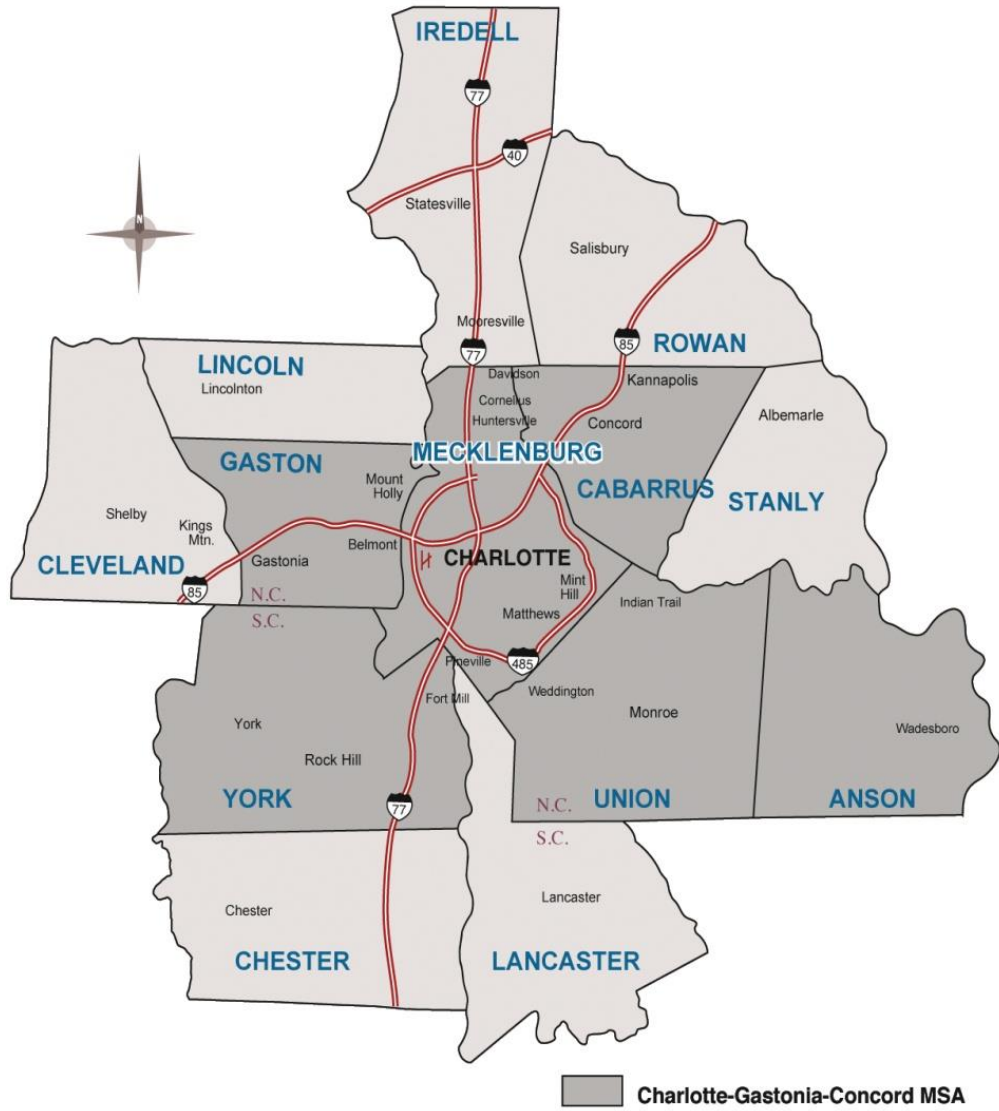 IREDELL
77
40
N
Statesville
Salisbury
Mooresville
ROWAN
85
77
LINCOLN
Lincolnton
Davidson
Kannapolis
Cornelius
Huntersville
Concord
Albemarle
MECKLENBURG
GASTON
Mount
Holly
CABARRUS
STANLY
Shelby
Kings
Mtn.
Belmont
CHARLOTTE
Gastonia
CLEVELAND
85
Mint
Hill
N.C.
S.C.
Matthews
Indian Trail
485
Pineville
Fort Mill
Weddington
York
Monroe
Wadesboro
Rock Hill
YORK
77
N.C.
S.C.
UNION
ANSON
Chester
Lancaster
CHESTER
LANCASTER
Charlotte-Gastonia-Concord MSA